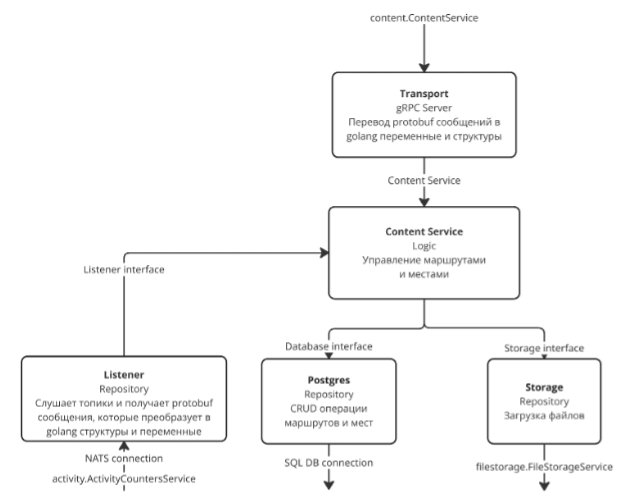 content.ContentService
Transport
gRPC Server
Перевод protobuf сообщений в
golang переменные и структуры
Content Service
Content Service
Logic
Управление маршрутами
и местами
Listener interface
Database interface
Storage interface
Listener
Repository
Слушает топики и получает protobuf
сообщения, которые преобразует в
golang структуры и переменные
Postgres
Repository
CRUD операции
маршрутов и мест
Storage
Repository
Загрузка файлов
NATS connection
activity.ActivityCountersService
SQL DB connection
filestorage.FileStorageService